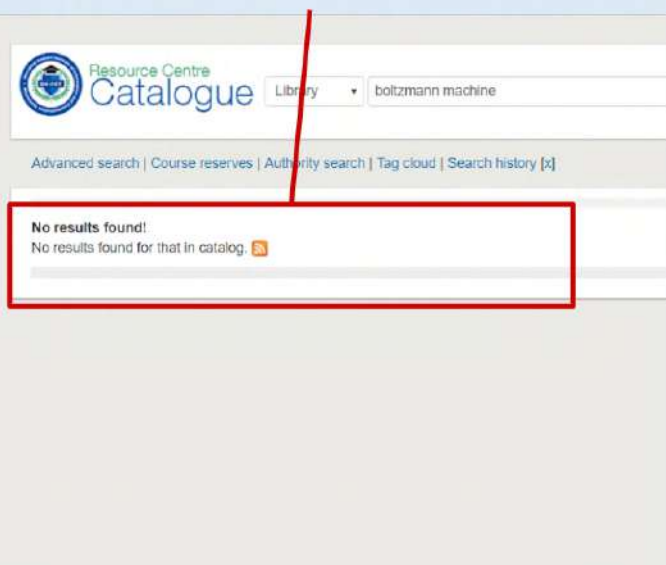 Resource Centre
Catalogue
Library
boltzmann machine
Advanced search | Course reserves | Authority search | Tag cloud | Search history [x]
No results found!
No results found for that in catalog.